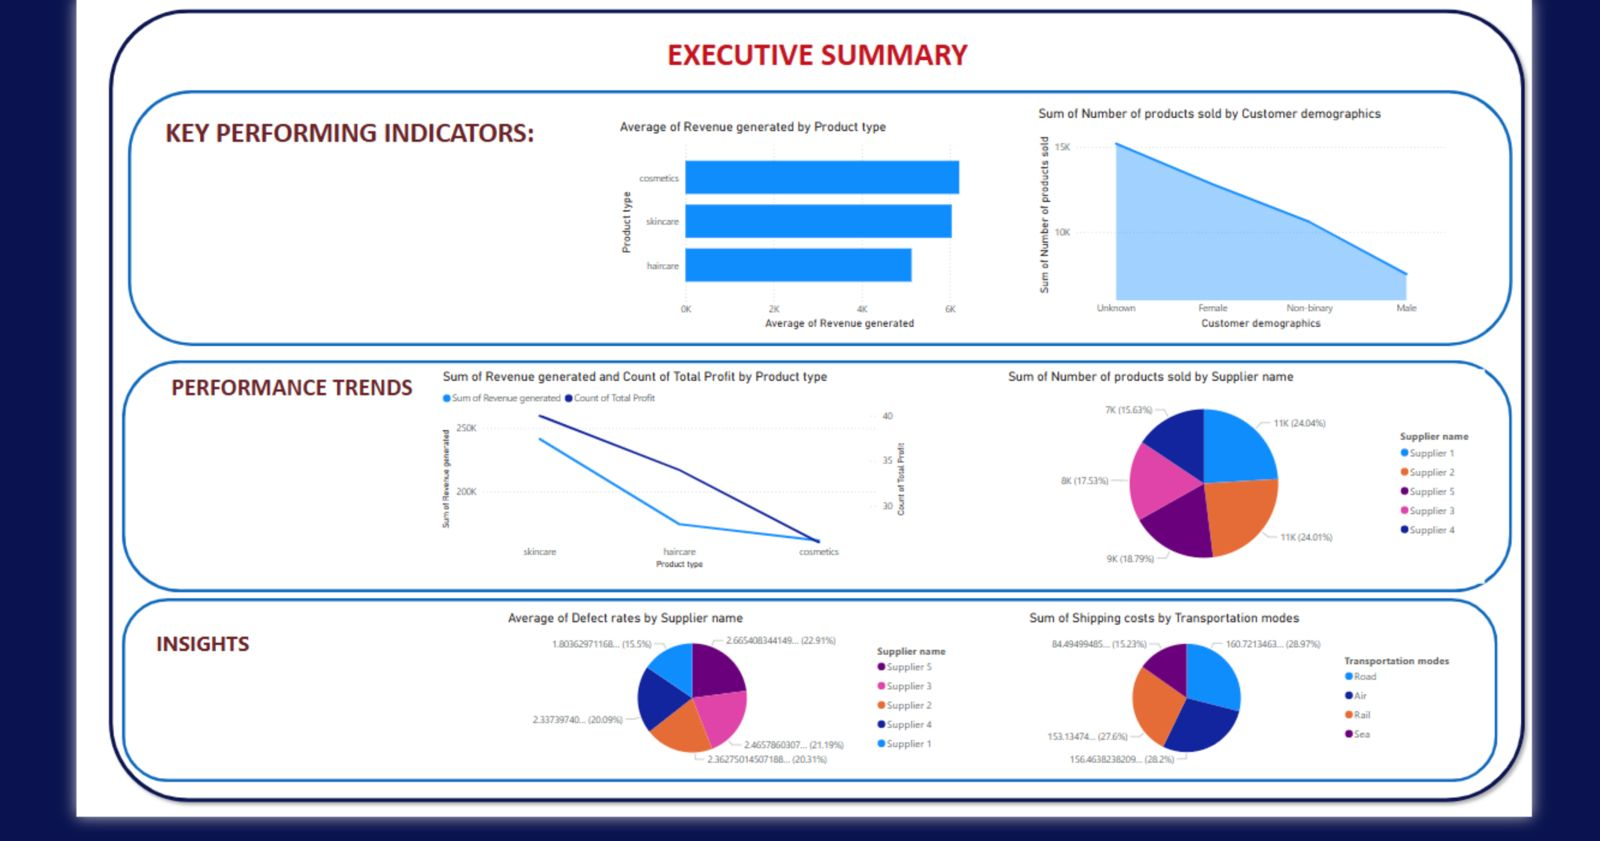 EXECUTIVE SUMMARY
KEY PERFORMING INDICATORS:
Average of Revenue generated by Product type
Product type
cosmetics
skincare
haircare
0K 2K 4K 6K
Average of Revenue generated
Sum of Number of products sold by Customer demographics
Sum of Number of products sold
15K
10K
Unknown Female Non-binary Male
Customer demographics
PERFORMANCE TRENDS
Sum of Revenue generated and Count of Total Profit by Product type
Sum of Revenue generated Count of Total Profit
Sum of Revenue generated
250K
200K
40
35
30
Count of Total Profit
skincare haircare cosmetics
Product type
Sum of Number of products sold by Supplier name
7K (15.63%)
11K (24.04%)
8K (17.53%)
11K (24.01%)
9K (18.79%)
Supplier name
Supplier 1
Supplier 2
Supplier 5
Supplier 3
Supplier 4
INSIGHTS
Average of Defect rates by Supplier name
1.80362971168... (15.5%)
2.665408344149... (22.91%)
2.33739740... (20.09%)
2.4657860307... (21.19%)
2.36275014507188... (20.31%)
Supplier name
Supplier 5
Supplier 3
Supplier 2
Supplier 4
Supplier 1
Sum of Shipping costs by Transportation modes
84.49499485... (15.23%)
160.7213463... (28.97%)
153.13474... (27.6%)
156.4638238209... (28.2%)
Transportation modes
Road
Air
Rail
Sea